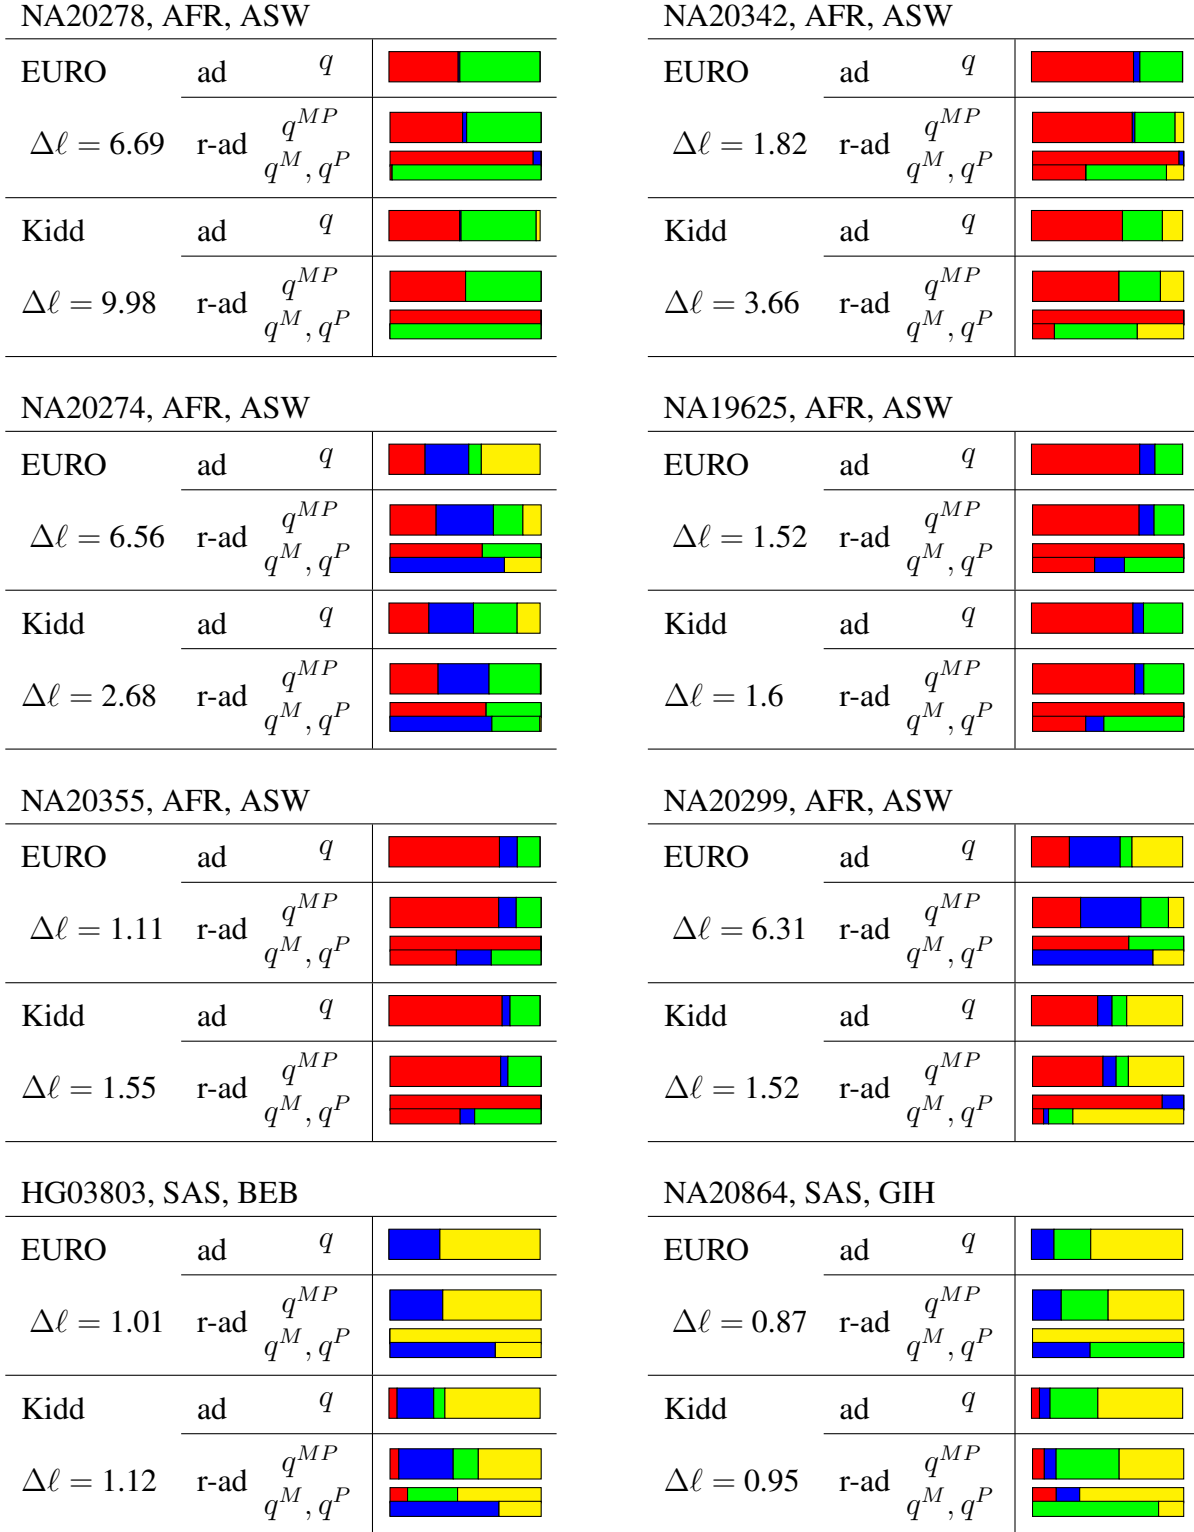 NA20278, AFR, ASW
EURO ad q
Δℓ = 6.69 r-ad q^{MP}
q^M, q^P
Kidd ad q
Δℓ = 9.98 r-ad q^{MP}
q^M, q^P
NA20342, AFR, ASW
EURO ad q
Δℓ = 1.82 r-ad q^{MP}
q^M, q^P
Kidd ad q
Δℓ = 3.66 r-ad q^{MP}
q^M, q^P
NA20274, AFR, ASW
EURO ad q
Δℓ = 6.56 r-ad q^{MP}
q^M, q^P
Kidd ad q
Δℓ = 2.68 r-ad q^{MP}
q^M, q^P
NA19625, AFR, ASW
EURO ad q
Δℓ = 1.52 r-ad q^{MP}
q^M, q^P
Kidd ad q
Δℓ = 1.6 r-ad q^{MP}
q^M, q^P
NA20355, AFR, ASW
EURO ad q
Δℓ = 1.11 r-ad q^{MP}
q^M, q^P
Kidd ad q
Δℓ = 1.55 r-ad q^{MP}
q^M, q^P
NA20299, AFR, ASW
EURO ad q
Δℓ = 6.31 r-ad q^{MP}
q^M, q^P
Kidd ad q
Δℓ = 1.52 r-ad q^{MP}
q^M, q^P
HG03803, SAS, BEB
EURO ad q
Δℓ = 1.01 r-ad q^{MP}
q^M, q^P
Kidd ad q
Δℓ = 1.12 r-ad q^{MP}
q^M, q^P
NA20864, SAS, GIH
EURO ad q
Δℓ = 0.87 r-ad q^{MP}
q^M, q^P
Kidd ad q
Δℓ = 0.95 r-ad q^{MP}
q^M, q^P